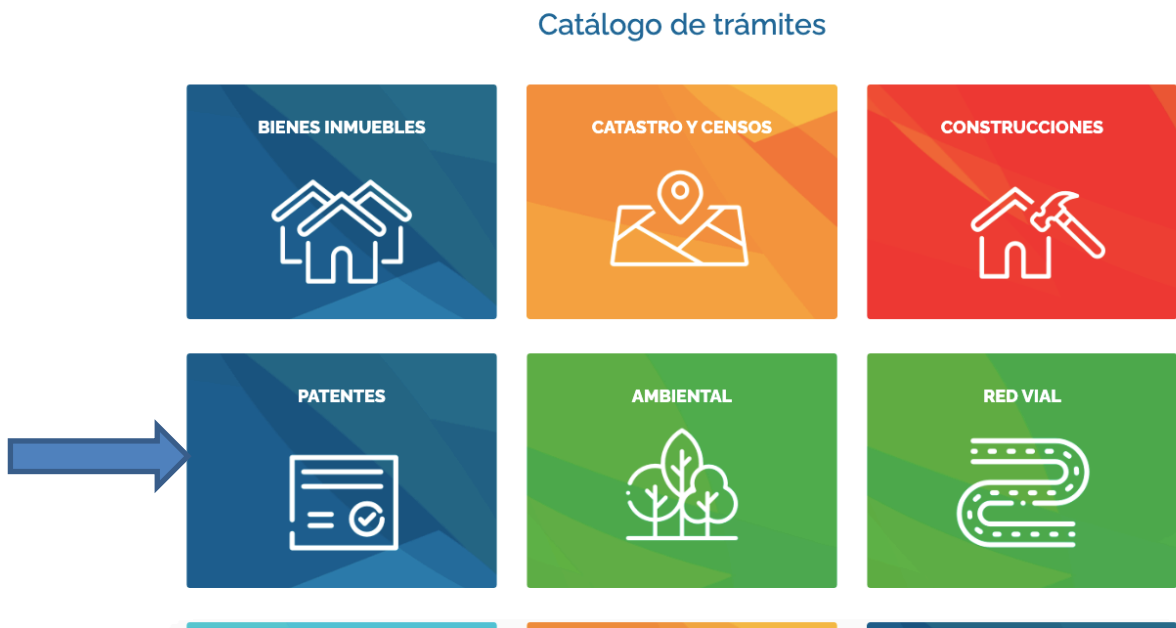 Catálogo de trámites
BIENES INMUEBLES
CATASTRO Y CENSOS
CONSTRUCCIONES
PATENTES
AMBIENTAL
RED VIAL